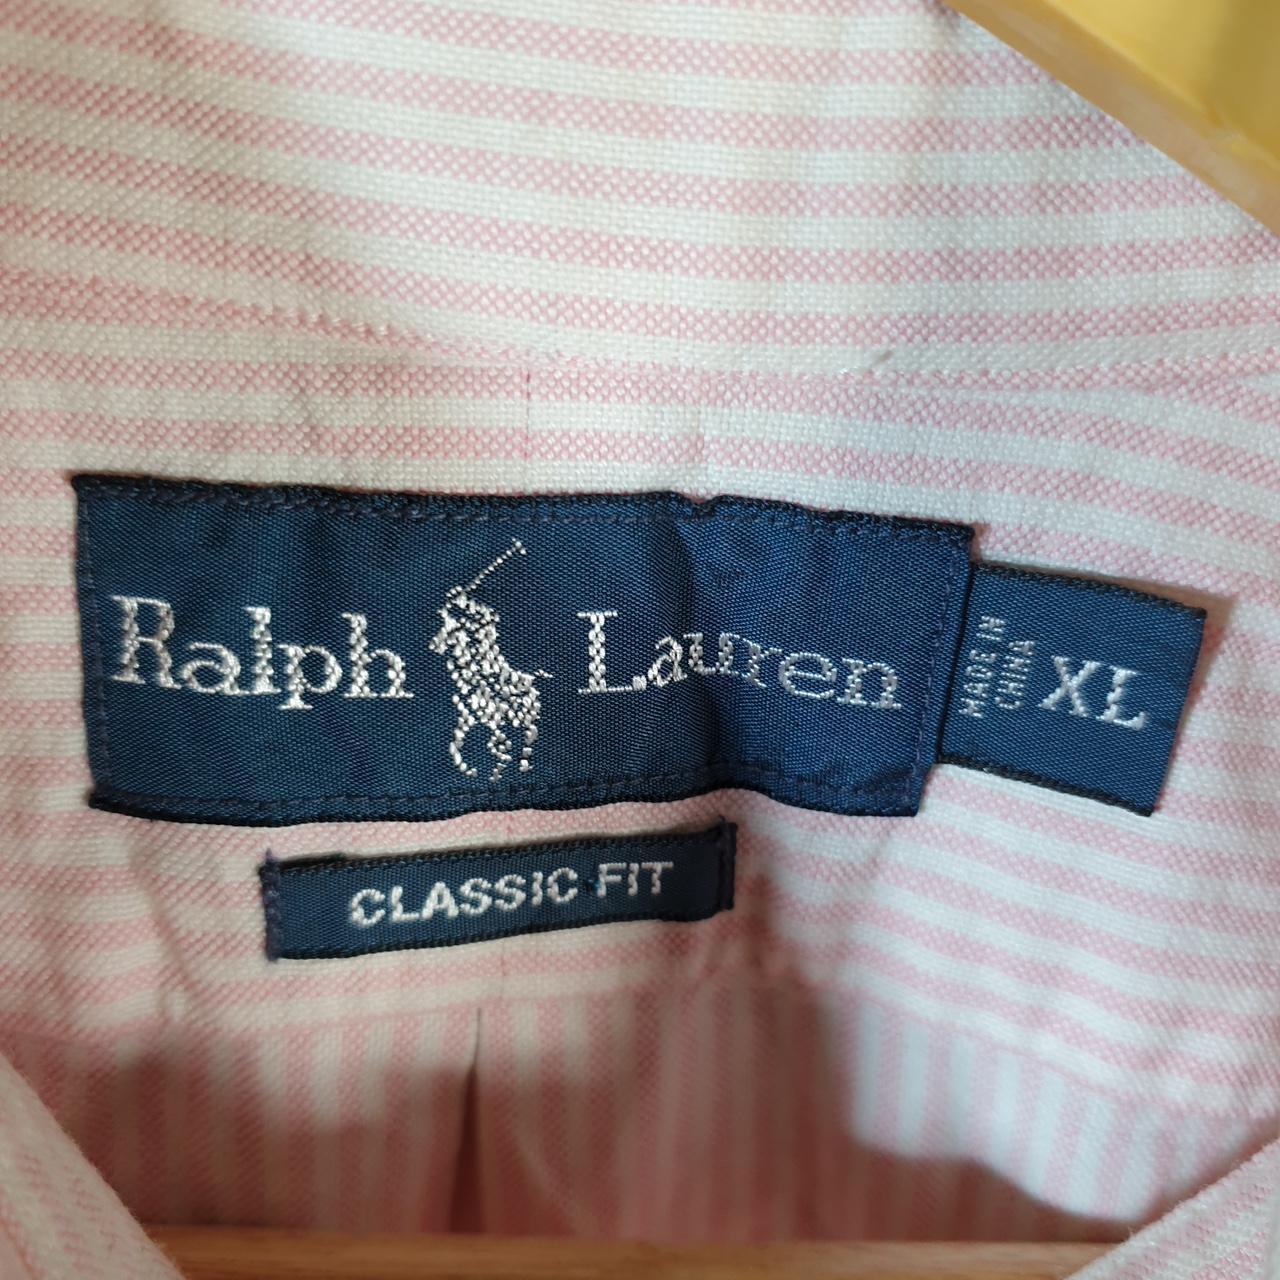 Ralph Lauren
MADE IN
CHINA
XL
CLASSIC FIT